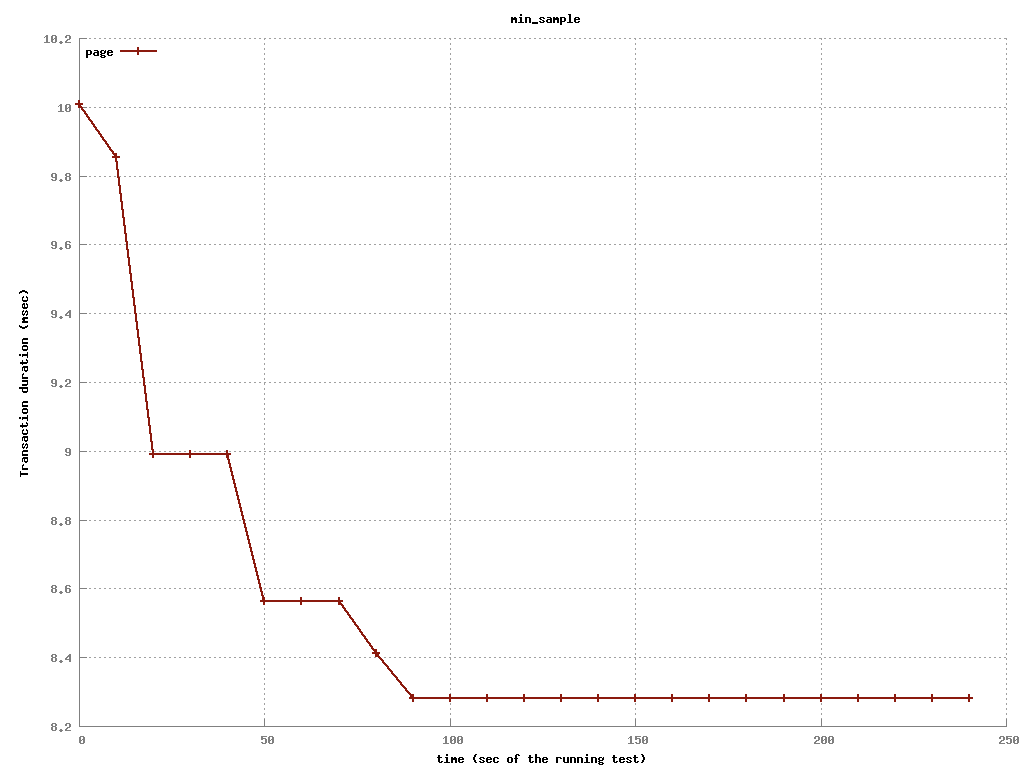 min_sample
page
10.2
10
9.8
9.6
9.4
9.2
9
8.8
8.6
8.4
8.2
Transaction duration (msec)
0 50 100 150 200 250
time (sec of the running test)